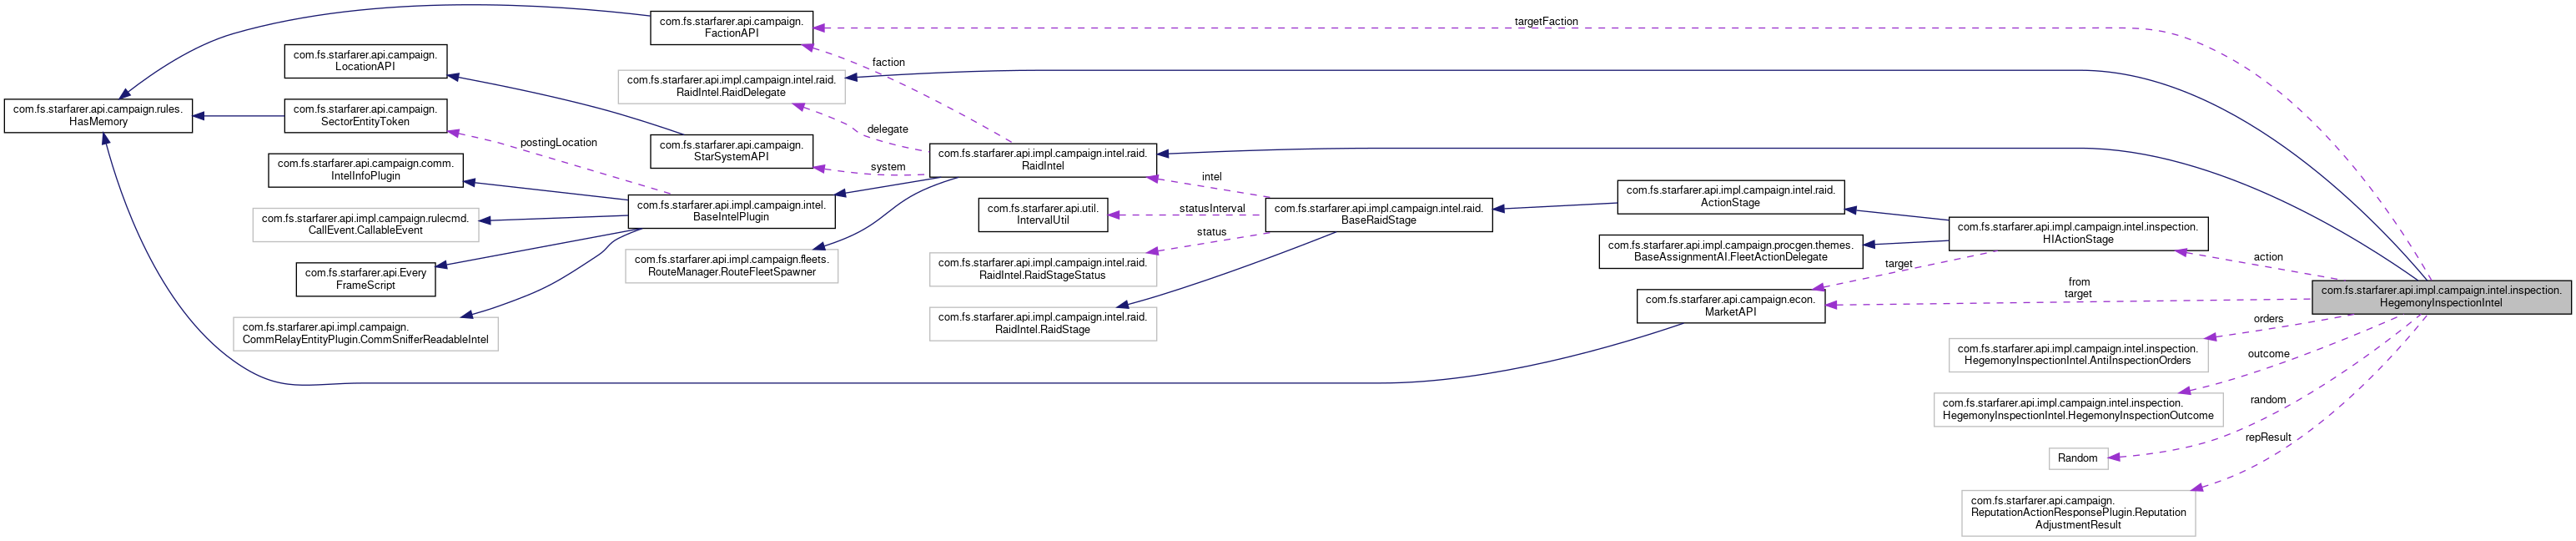 com.fs.starfarer.api.campaign.rules.
HasMemory
com.fs.starfarer.api.campaign.
LocationAPI
com.fs.starfarer.api.campaign.
SectorEntityToken
com.fs.starfarer.api.campaign.comm.
IntelInfoPlugin
com.fs.starfarer.api.impl.campaign.rulecmd.
CallEvent.CallableEvent
com.fs.starfarer.api.Every
FrameScript
com.fs.starfarer.api.impl.campaign.
CommRelayEntityPlugin.CommSnifferReadableIntel
postingLocation
com.fs.starfarer.api.campaign.
FactionAPI
com.fs.starfarer.api.impl.campaign.intel.raid.
RaidIntel.RaidDelegate
com.fs.starfarer.api.campaign.
StarSystemAPI
com.fs.starfarer.api.impl.campaign.intel.
BaseIntelPlugin
com.fs.starfarer.api.impl.campaign.fleets.
RouteManager.RouteFleetSpawner
faction
delegate
system
com.fs.starfarer.api.impl.campaign.intel.raid.
RaidIntel
com.fs.starfarer.api.util.
IntervalUtil
com.fs.starfarer.api.impl.campaign.intel.raid.
RaidIntel.RaidStageStatus
com.fs.starfarer.api.impl.campaign.intel.raid.
RaidIntel.RaidStage
intel
statusInterval
status
com.fs.starfarer.api.impl.campaign.intel.raid.
BaseRaidStage
targetFaction
com.fs.starfarer.api.impl.campaign.intel.raid.
ActionStage
com.fs.starfarer.api.impl.campaign.procgen.themes.
BaseAssignmentAI.FleetActionDelegate
com.fs.starfarer.api.campaign.econ.
MarketAPI
target
com.fs.starfarer.api.impl.campaign.intel.inspection.
HIActionStage
com.fs.starfarer.api.impl.campaign.intel.inspection.
HegemonyInspectionIntel.AntiInspectionOrders
com.fs.starfarer.api.impl.campaign.intel.inspection.
HegemonyInspectionIntel.HegemonyInspectionOutcome
Random
com.fs.starfarer.api.campaign.
ReputationActionResponsePlugin.Reputation
AdjustmentResult
action
from
target
orders
outcome
random
repResult
com.fs.starfarer.api.impl.campaign.intel.inspection.
HegemonyInspectionIntel